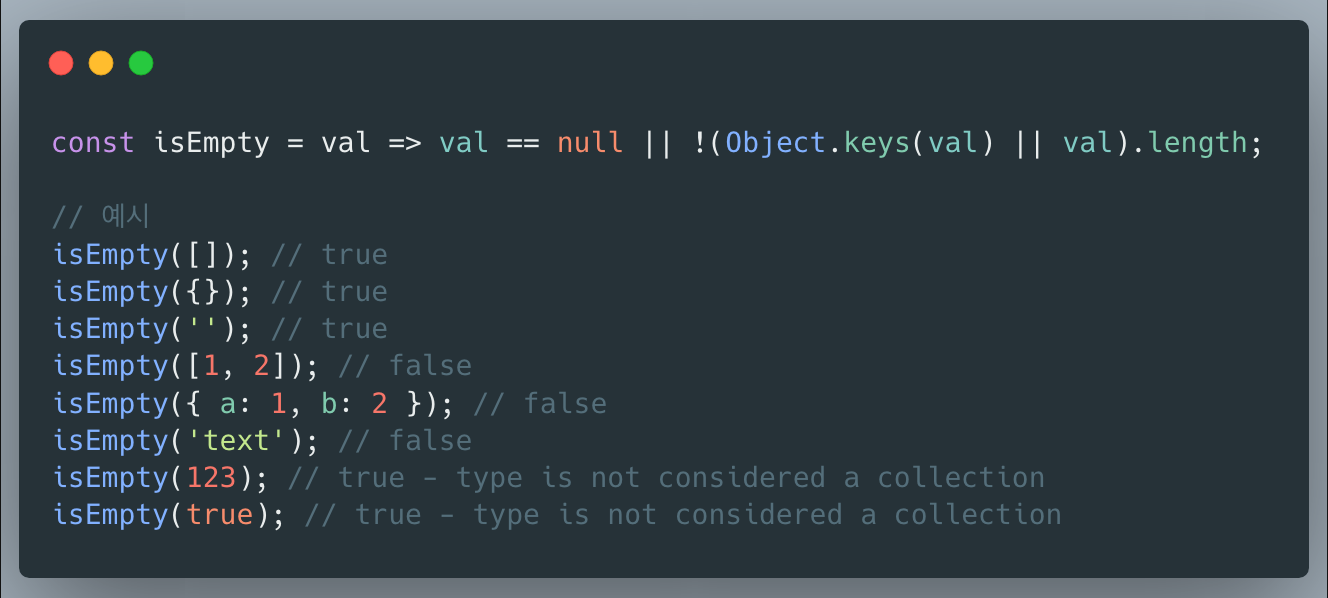 const isEmpty = val => val == null || !(Object.keys(val) || val).length;
// 예시
isEmpty([]); // true
isEmpty({}); // true
isEmpty(''); // true
isEmpty([1, 2]); // false
isEmpty({ a: 1, b: 2 }); // false
isEmpty('text'); // false
isEmpty(123); // true - type is not considered a collection
isEmpty(true); // true - type is not considered a collection